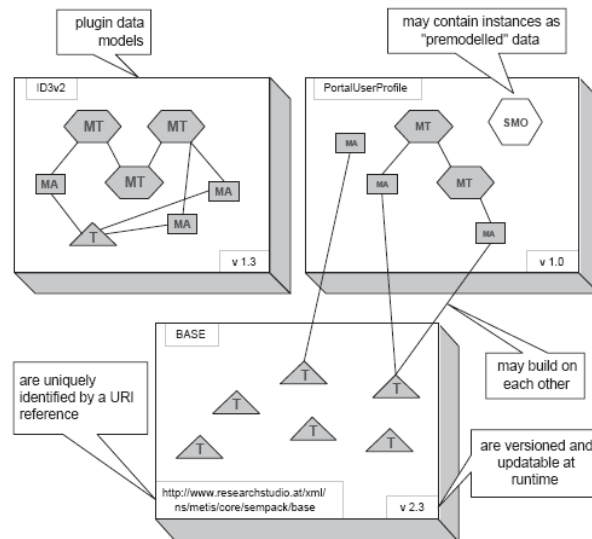 plugin data
models
may contain instances as
"premodelled" data
ID3v2
MT
MT
MT
MA
MA
MA
T
v 1.3
PortalUserProfile
SMO
MA
MT
MA
MT
MA
v 1.0
BASE
T
T
T
T
T
T
http://www.researchstudio.at/xml/
ns/metis/core/sempack/base
v 2.3
are uniquely
identified by a URI
reference
may build on
each other
are versioned and
updatable at
runtime